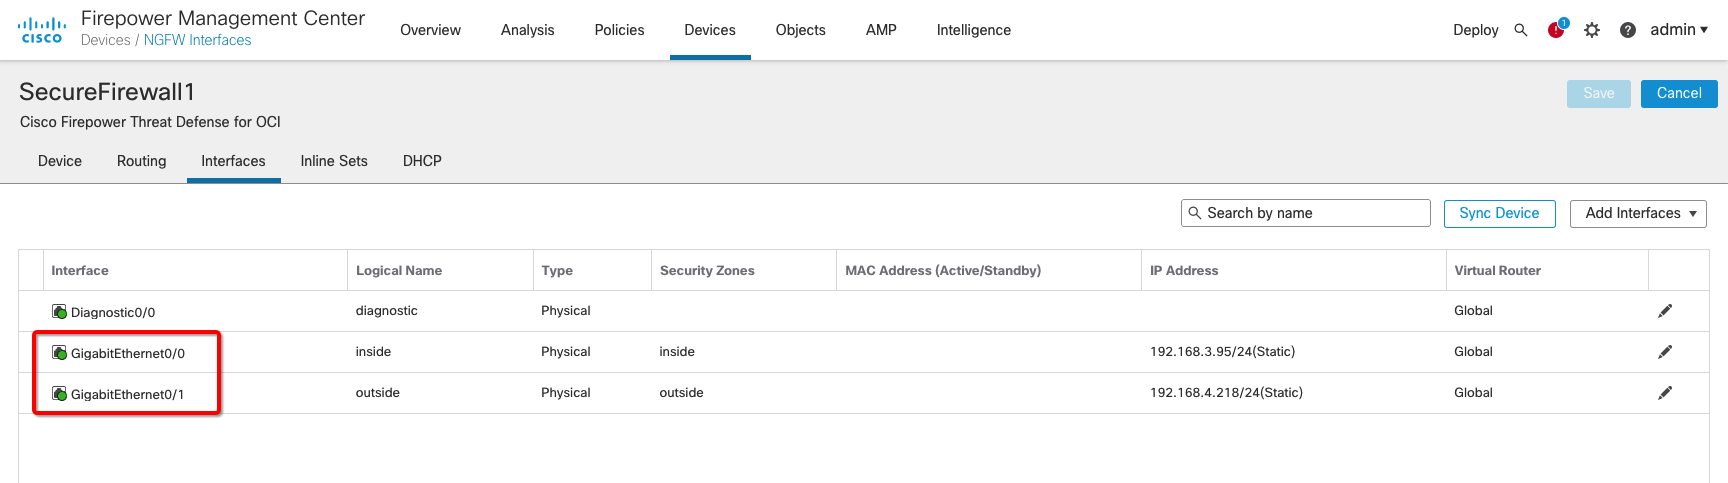 Firepower Management Center
CISCO
Devices / NGFW Interfaces
Overview Analysis Policies Devices Objects AMP Intelligence
Deploy 1 admin
SecureFirewall1
Save Cancel
Cisco Firepower Threat Defense for OCI
Device Routing Interfaces Inline Sets DHCP
Search by name Sync Device Add Interfaces
Interface Logical Name Type Security Zones MAC Address (Active/Standby) IP Address Virtual Router
Diagnostic0/0 diagnostic Physical Global
GigabitEthernet0/0 inside Physical inside 192.168.3.95/24(Static) Global
GigabitEthernet0/1 outside Physical outside 192.168.4.218/24(Static) Global